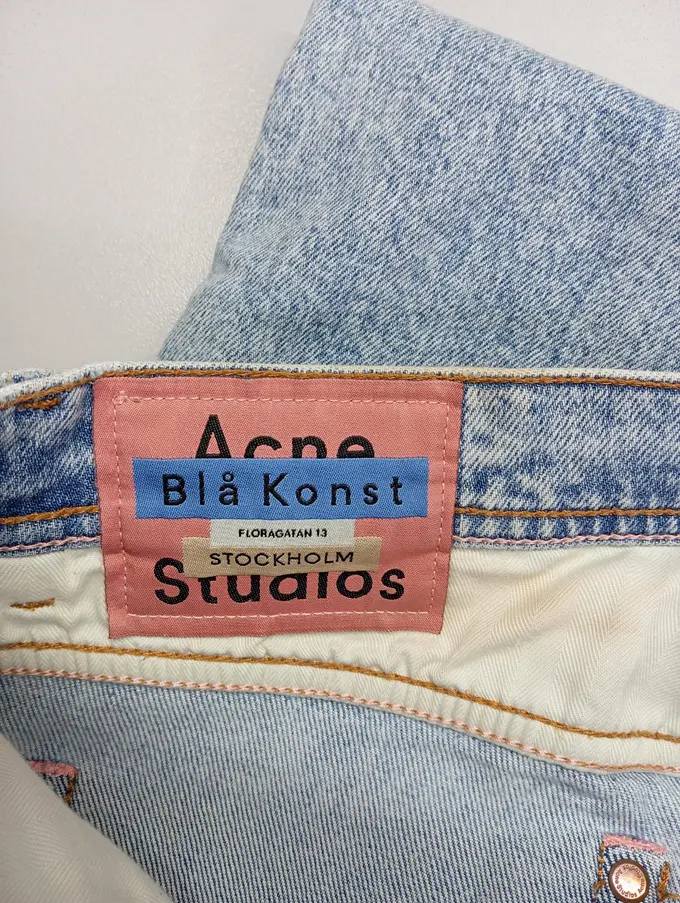 Acne
Blå Konst
FLORAGATAN 13
STOCKHOLM
Studios